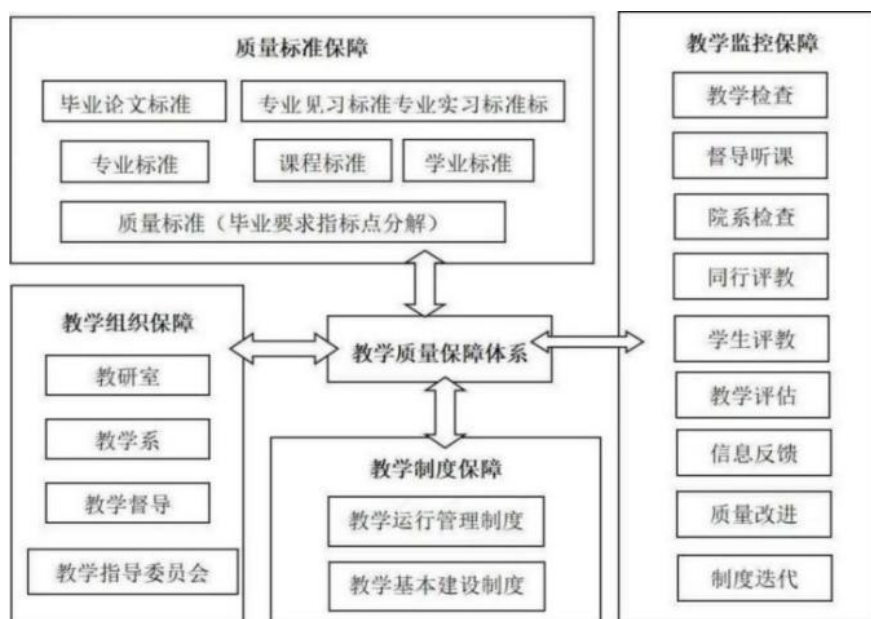 质量标准保障
毕业论文标准
专业见习标准专业实习标准标
专业标准
课程标准
学业标准
质量标准（毕业要求指标点分解）
教学组织保障
教研室
教学系
教学督导
教学指导委员会
教学质量保障体系
教学制度保障
教学运行管理制度
教学基本建设制度
教学监控保障
教学检查
督导听课
院系检查
同行评教
学生评教
教学评估
信息反馈
质量改进
制度迭代